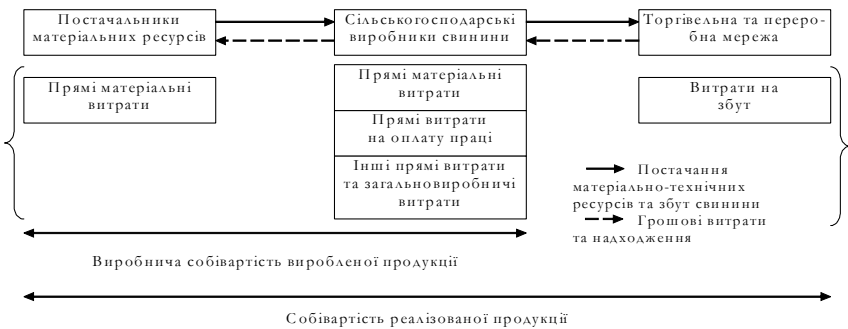 Постачальники
матеріальних ресурсів
Сільськогосподарські
виробники свинини
Торгівельна та переро-
бна мережа
Прямі матеріальні
витрати
Прямі матеріальні
витрати
Прямі витрати
на оплату праці
Інші прямі витрати
та загальновиробничі
витрати
Витрати на
збут
Постачання
матеріально-технічних
ресурсів та збут свинини
Грошові витрати
та надходження
Виробнича собівартість виробленої продукції
Собівартість реалізованої продукції